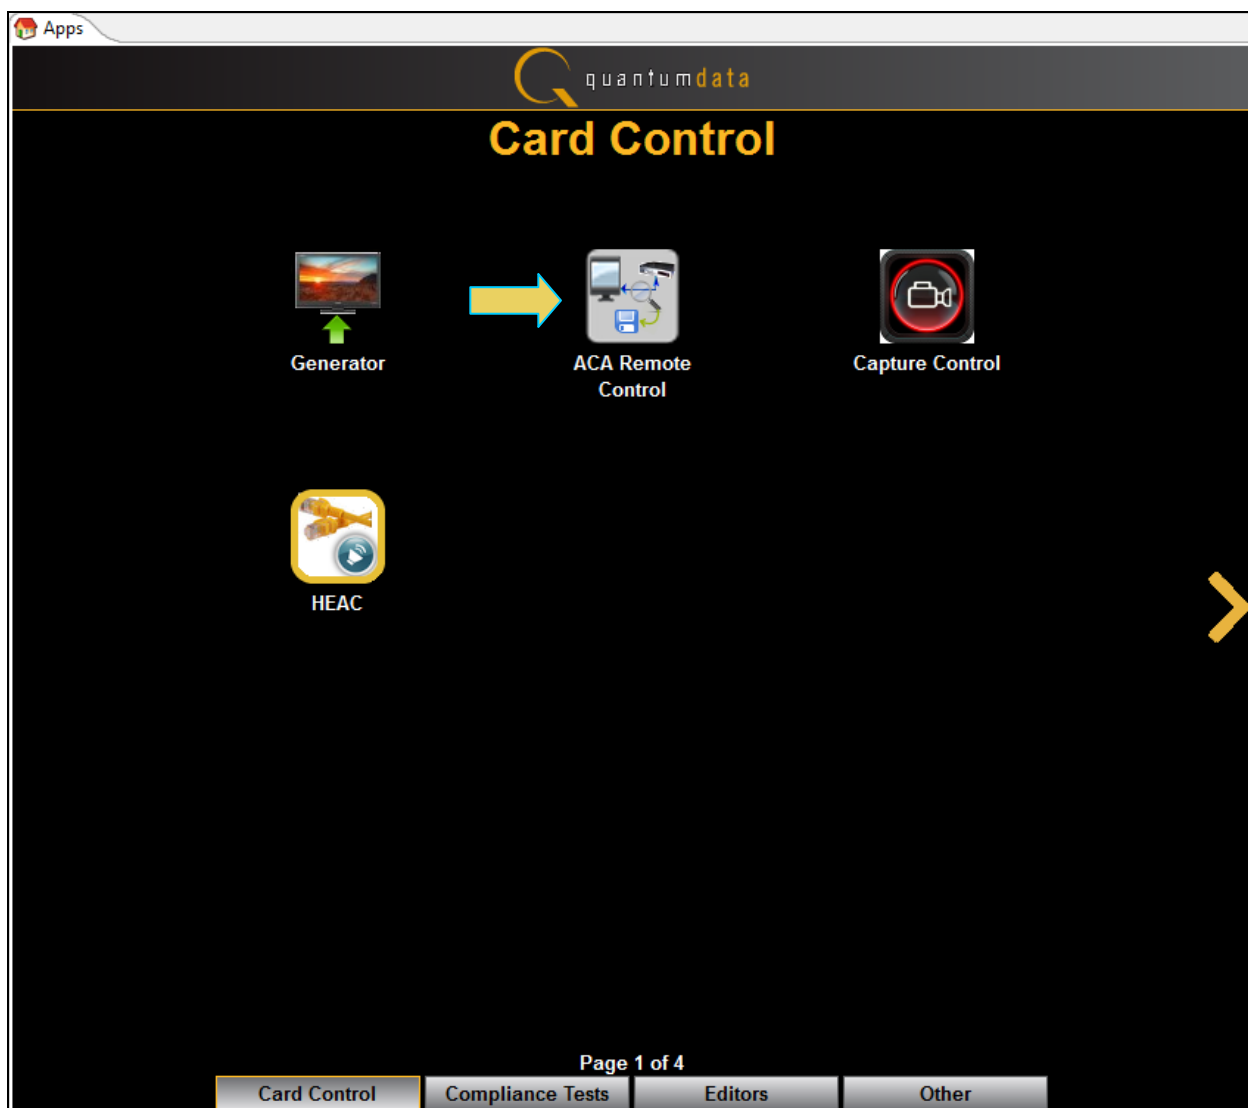 Apps
quantumdata
Card Control
Generator
ACA Remote
Control
Capture Control
HEAC
Page 1 of 4
Card Control
Compliance Tests
Editors
Other